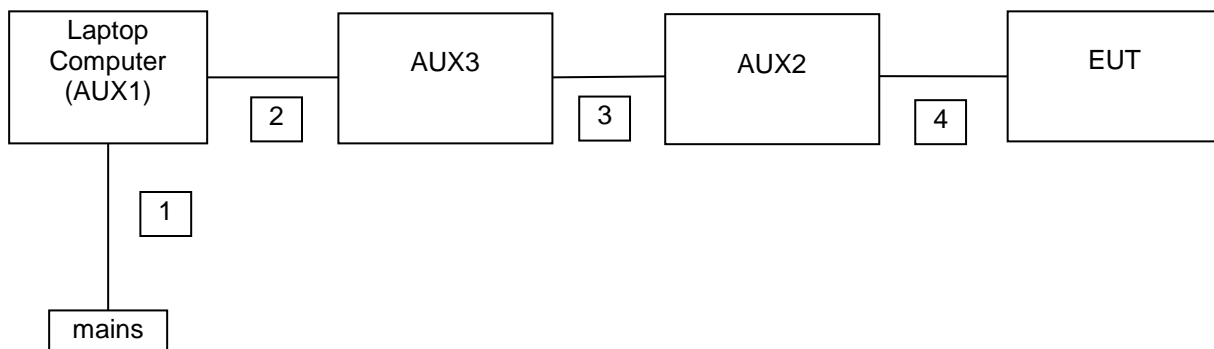 Laptop
Computer
(AUX1)
AUX3
AUX2
EUT
2
3
4
1
mains